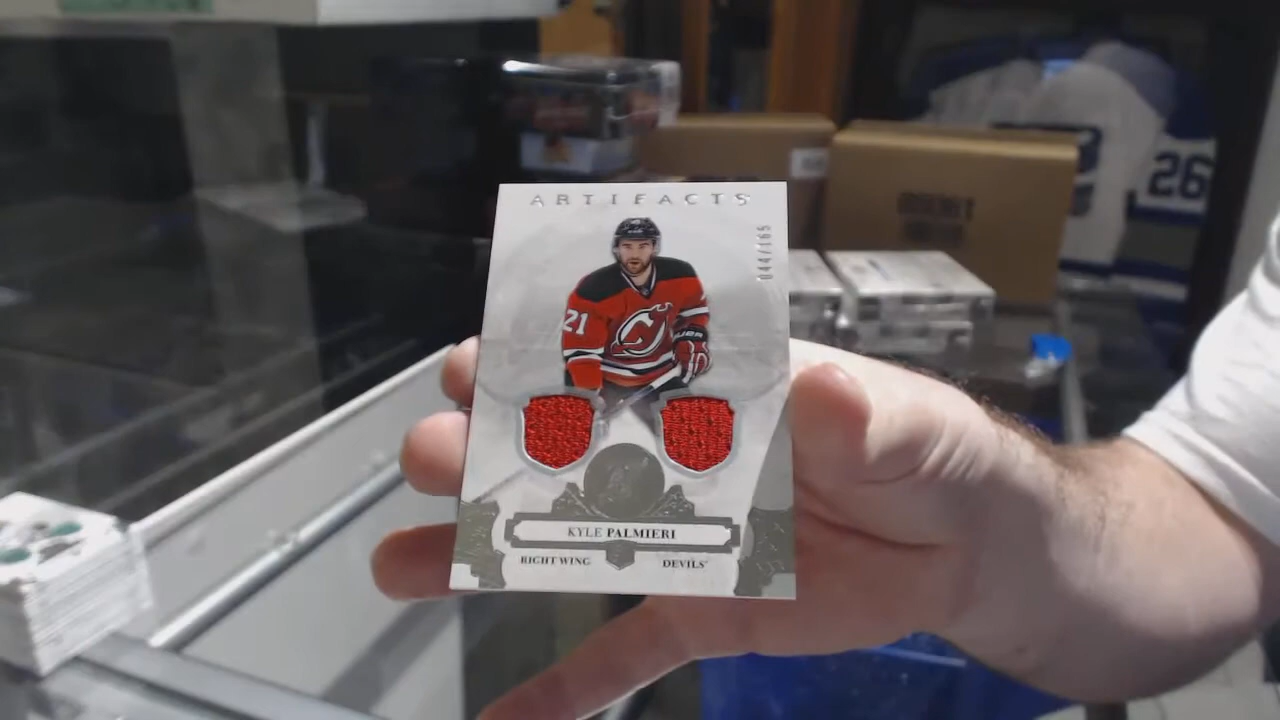 ARTIFACTS
044/165
21
KYLE PALMIERI
RIGHT WING
DEVILS
26